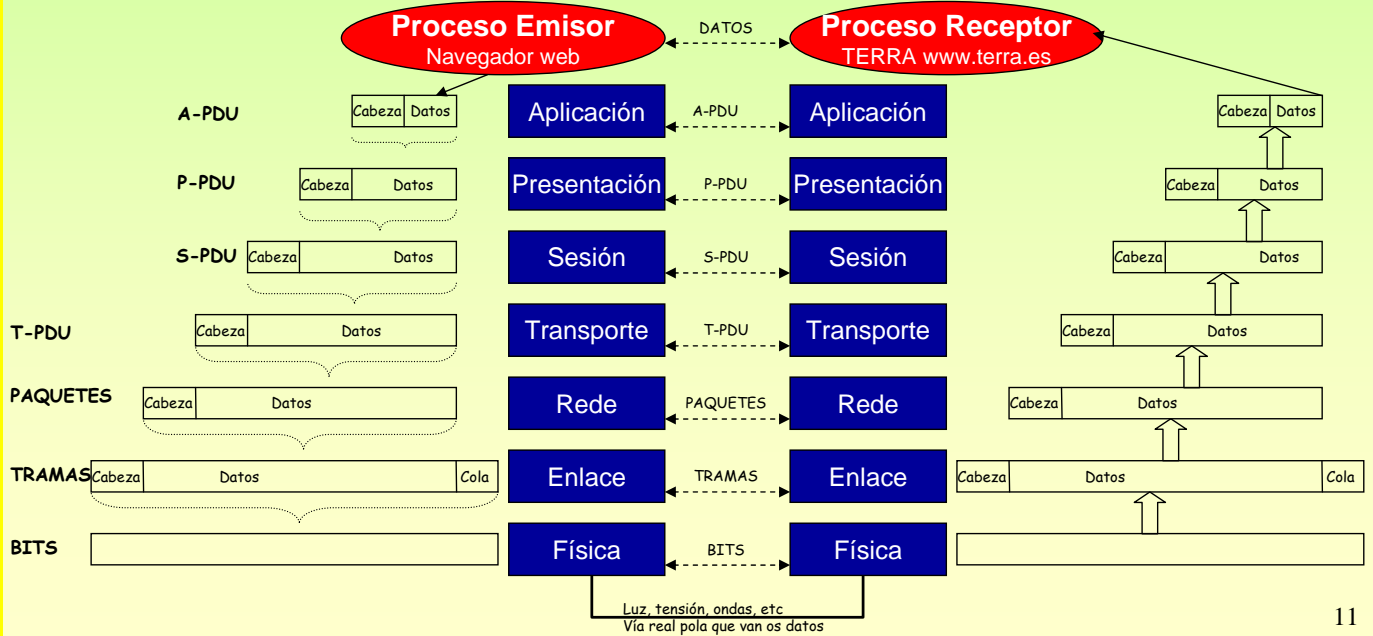 Proceso Emisor
Navegador web
DATOS
Proceso Receptor
TERRA www.terra.es
A-PDU
Cabeza Datos
Aplicación
A-PDU
Aplicación
Cabeza Datos
P-PDU
Cabeza Datos
Presentación
P-PDU
Presentación
Cabeza Datos
S-PDU
Cabeza Datos
Sesión
S-PDU
Sesión
Cabeza Datos
T-PDU
Cabeza Datos
Transporte
T-PDU
Transporte
Cabeza Datos
PAQUETES
Cabeza Datos
Rede
PAQUETES
Rede
Cabeza Datos
TRAMAS
Cabeza Datos Cola
Enlace
TRAMAS
Enlace
Cabeza Datos Cola
BITS
Física
BITS
Física
Luz, tensión, ondas, etc
Vía real pola que van os datos
11